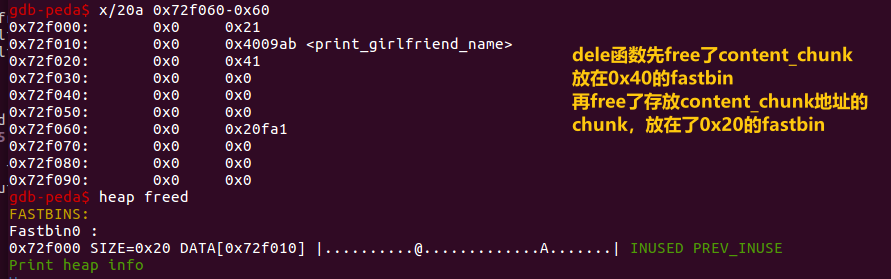 gdb-peda$ x/20a 0x72f060-0x60
0x72f000: 0x0 0x21
0x72f010: 0x0 0x4009ab <print_girlfriend_name>
0x72f020: 0x0 0x41
0x72f030: 0x0 0x0
0x72f040: 0x0 0x0
0x72f050: 0x0 0x0
0x72f060: 0x0 0x20fa1
0x72f070: 0x0 0x0
0x72f080: 0x0 0x0
0x72f090: 0x0 0x0
gdb-peda$ heap freed
FASTBINS:
Fastbin0 :
0x72f000 SIZE=0x20 DATA[0x72f010] |..........@.............A.......| INUSED PREV_INUSE
Print heap info
dele函数先free了content_chunk
放在0x40的fastbin
再free了存放content_chunk地址的
chunk，放在了0x20的fastbin